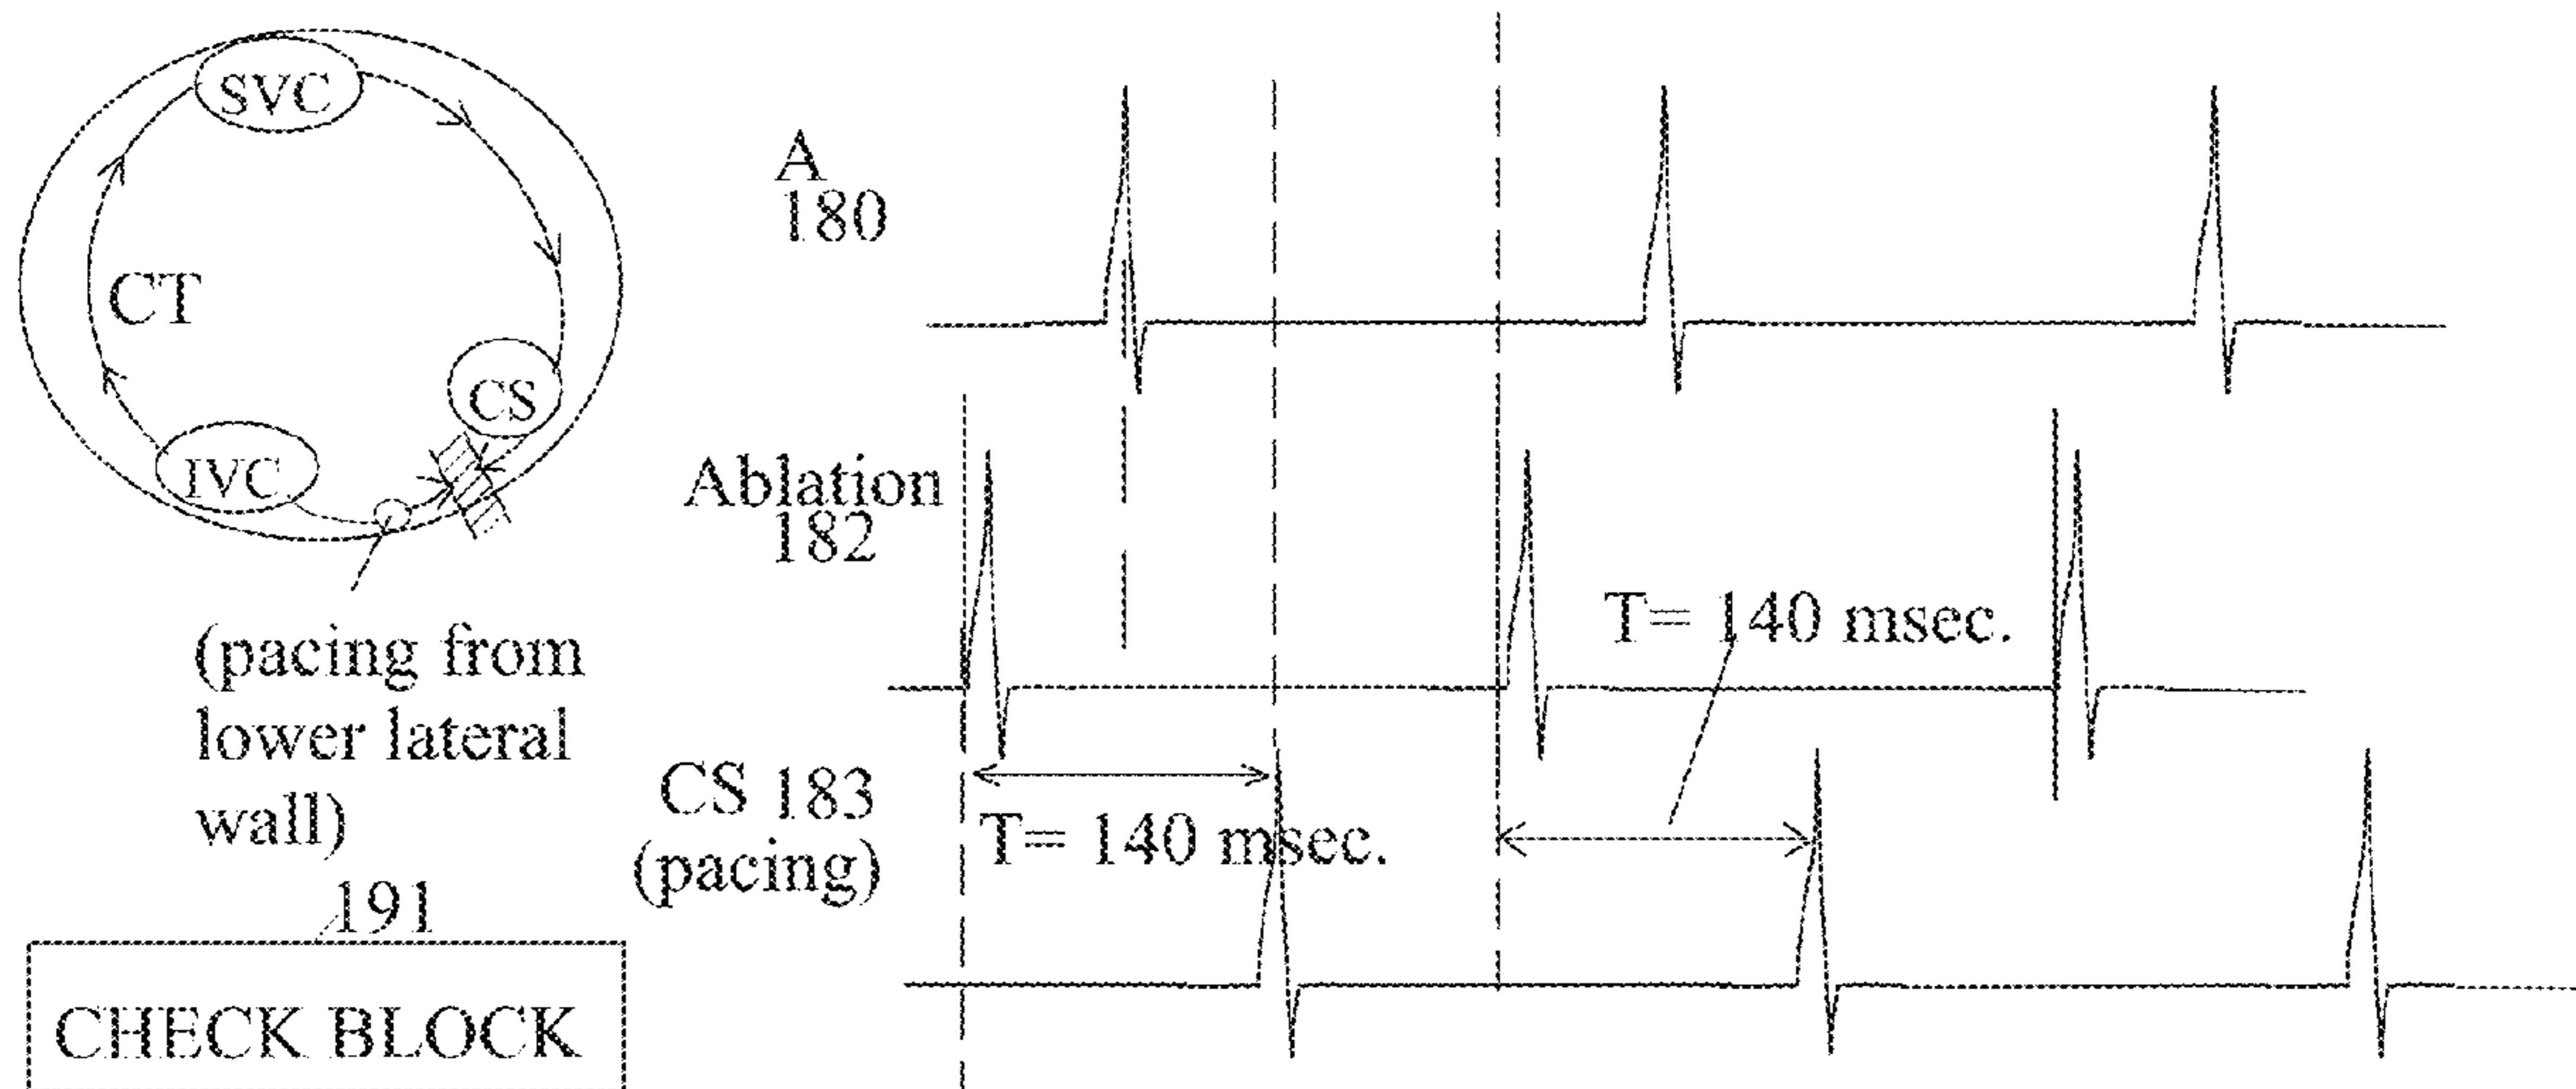 SVC
CT
CS
IVC
(pacing from
lower lateral
wall)
191
CHECK BLOCK
A
180
Ablation
182
T= 140 msec.
CS 183
(pacing)
T= 140 msec.